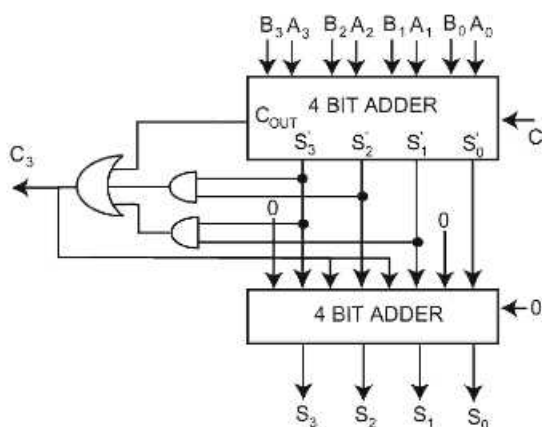 B3 A3 B2 A2 B1 A1 B0 A0
4 BIT ADDER
COUT
C
S'3 S'2 S'1 S'0
C3
0
0
4 BIT ADDER
0
S3 S2 S1 S0